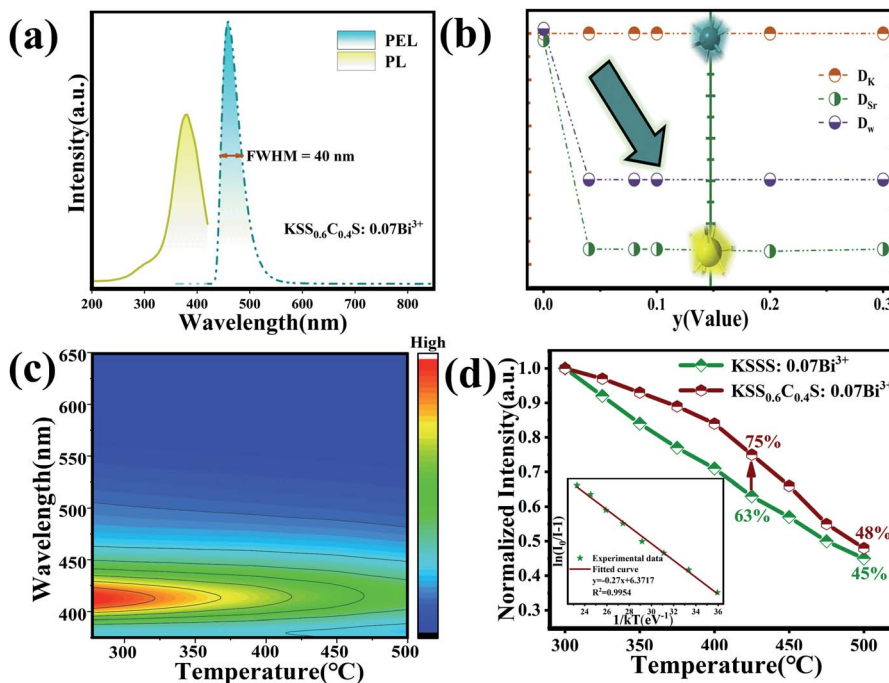 (a)
PEL
PL
Intensity(a.u.)
FWHM = 40 nm
KSS0.6C0.4S: 0.07Bi3+
200 300 400 500 600 700 800
Wavelength(nm)
(b)
DK
DSr
Dw
0.0 0.1 0.2 0.3
y(Value)
(c)
High
650
600
550
500
450
400
Wavelength(nm)
300 350 400 450 500
Temperature(°C)
(d)
KSSS: 0.07Bi3+
KSS0.6C0.4S: 0.07Bi3+
Normalized Intensity(a.u.)
1.0
0.9
0.8
0.7
0.6
0.5
0.4
0.3
75%
63%
48%
45%
ln(I0/I-1)
Experimental data
Fitted curve
y=-0.27x+6.3717
R2=0.9954
24 26 28 30 32 34 36
1/kT(eV-1)
300 350 400 450 500
Temperature(°C)